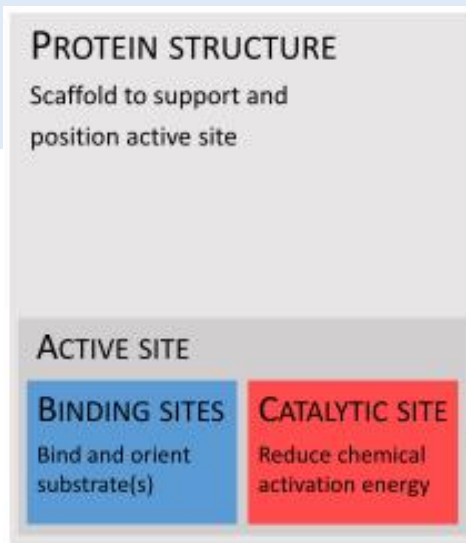 PROTEIN STRUCTURE
Scaffold to support and
position active site
ACTIVE SITE
BINDING SITES
Bind and orient
substrate(s)
CATALYTIC SITE
Reduce chemical
activation energy